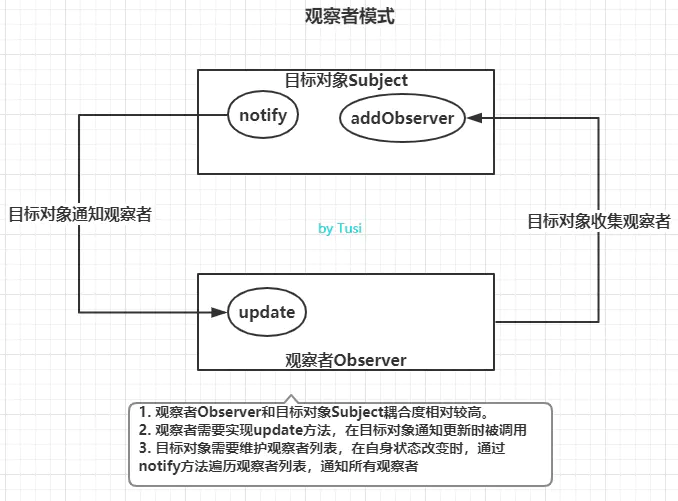 观察者模式
目标对象Subject
notify
addObserver
目标对象通知观察者
目标对象收集观察者
by Tusi
update
观察者Observer
1. 观察者Observer和目标对象Subject耦合度相对较高。
2. 观察者需要实现update方法，在目标对象通知更新时被调用
3. 目标对象需要维护观察者列表，在自身状态改变时，通过
notify方法遍历观察者列表，通知所有观察者